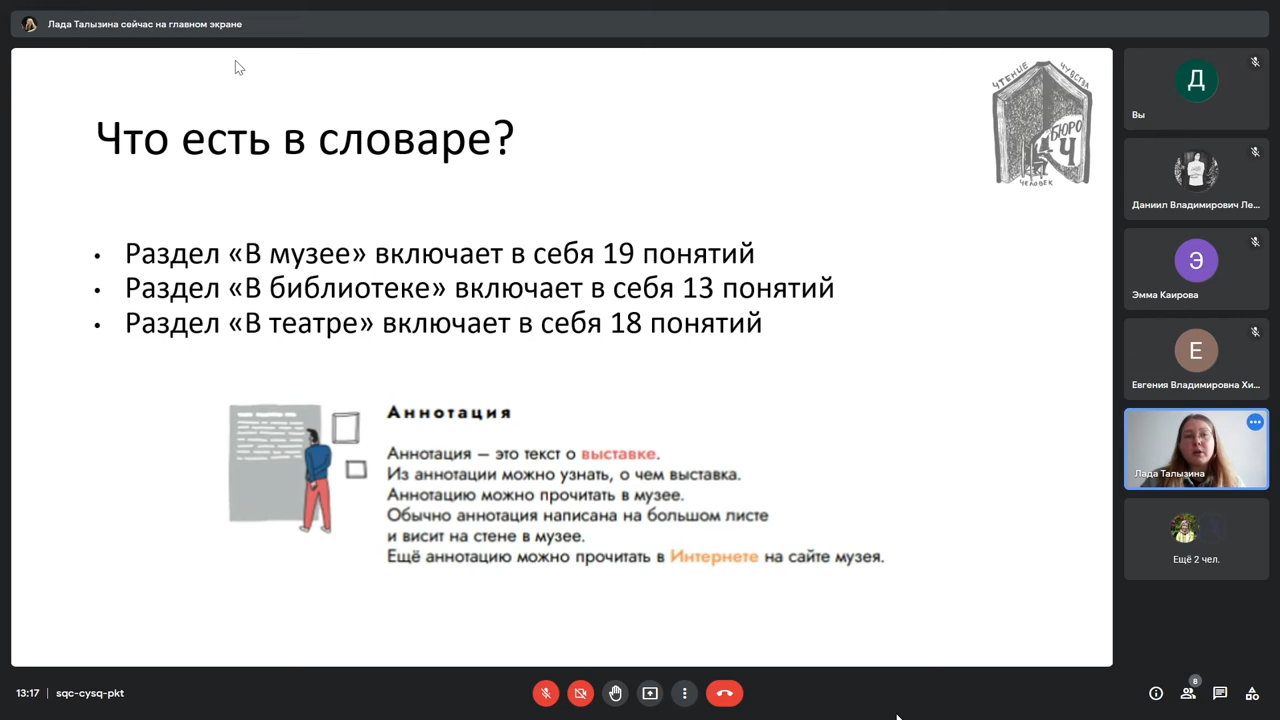 Лада Талызина сейчас на главном экране
Что есть в словаре?
ЧТЕНИЕ
ЧУВСТВА
БЮРО
Ч
ЧЕЛОВЕК
• Раздел «В музее» включает в себя 19 понятий
• Раздел «В библиотеке» включает в себя 13 понятий
• Раздел «В театре» включает в себя 18 понятий
Аннотация
Аннотация – это текст о выставке.
Из аннотации можно узнать, о чем выставка.
Аннотацию можно прочитать в музее.
Обычно аннотация написана на большом листе
и висит на стене в музее.
Ещё аннотацию можно прочитать в Интернете на сайте музея.
Д
Вы
Даниил Владимирович Ле...
Э
Эмма Каирова
Е
Евгения Владимировна Хи...
Лада Талызина
Ещё 2 чел.
13:17 | sqc-cysq-pkt
8